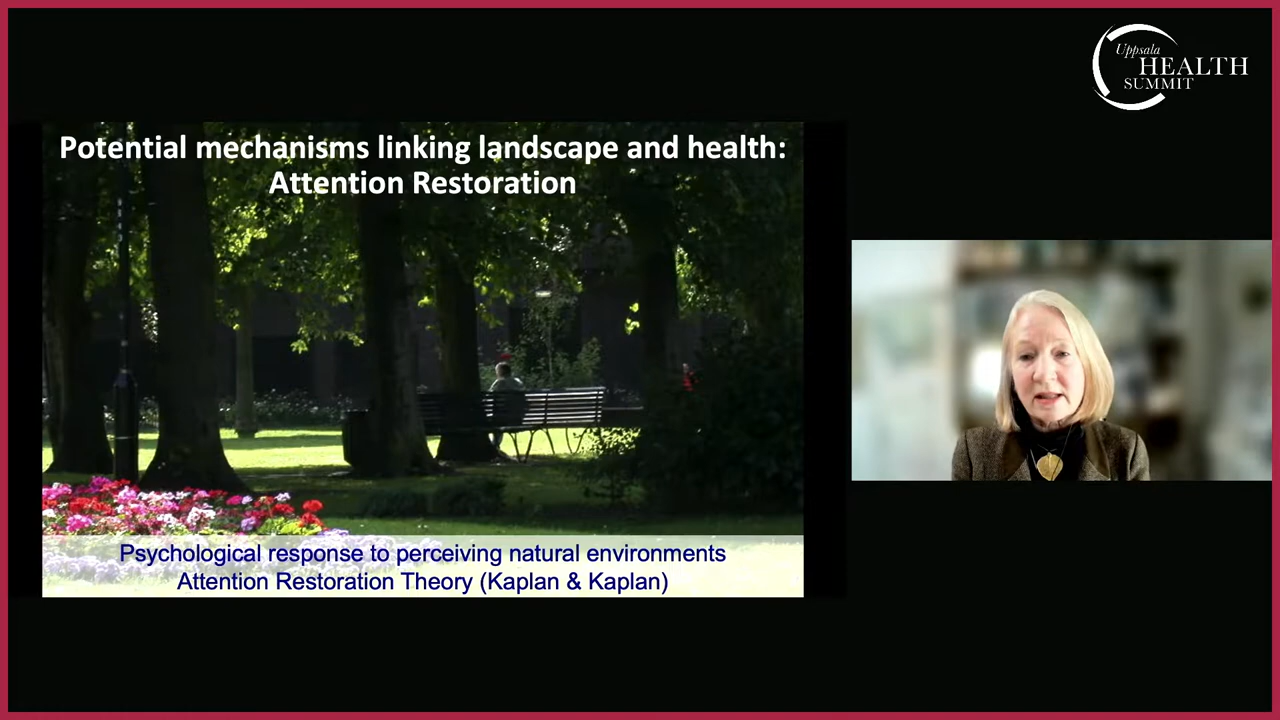 Uppsala
HEALTH
SUMMIT
Potential mechanisms linking landscape and health:
Attention Restoration
Psychological response to perceiving natural environments
Attention Restoration Theory (Kaplan & Kaplan)